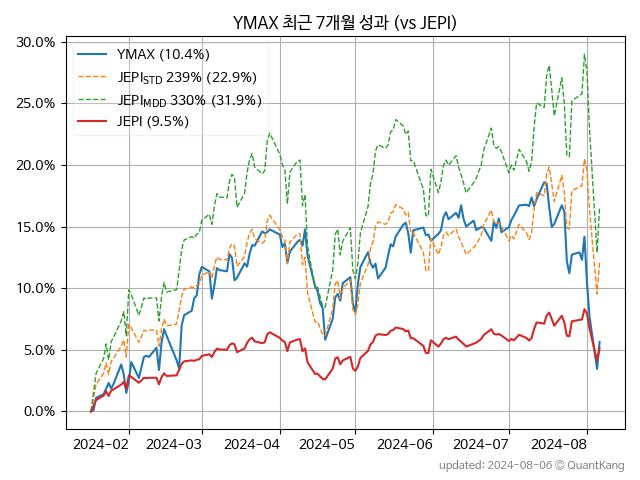 YMAX 최근 7개월 성과 (vs JEPI)
30.0%
25.0%
20.0%
15.0%
10.0%
5.0%
0.0%
YMAX (10.4%)
JEPI_STD 239% (22.9%)
JEPI_MDD 330% (31.9%)
JEPI (9.5%)
2024-02 2024-03 2024-04 2024-05 2024-06 2024-07 2024-08
updated: 2024-08-06 © QuantKang